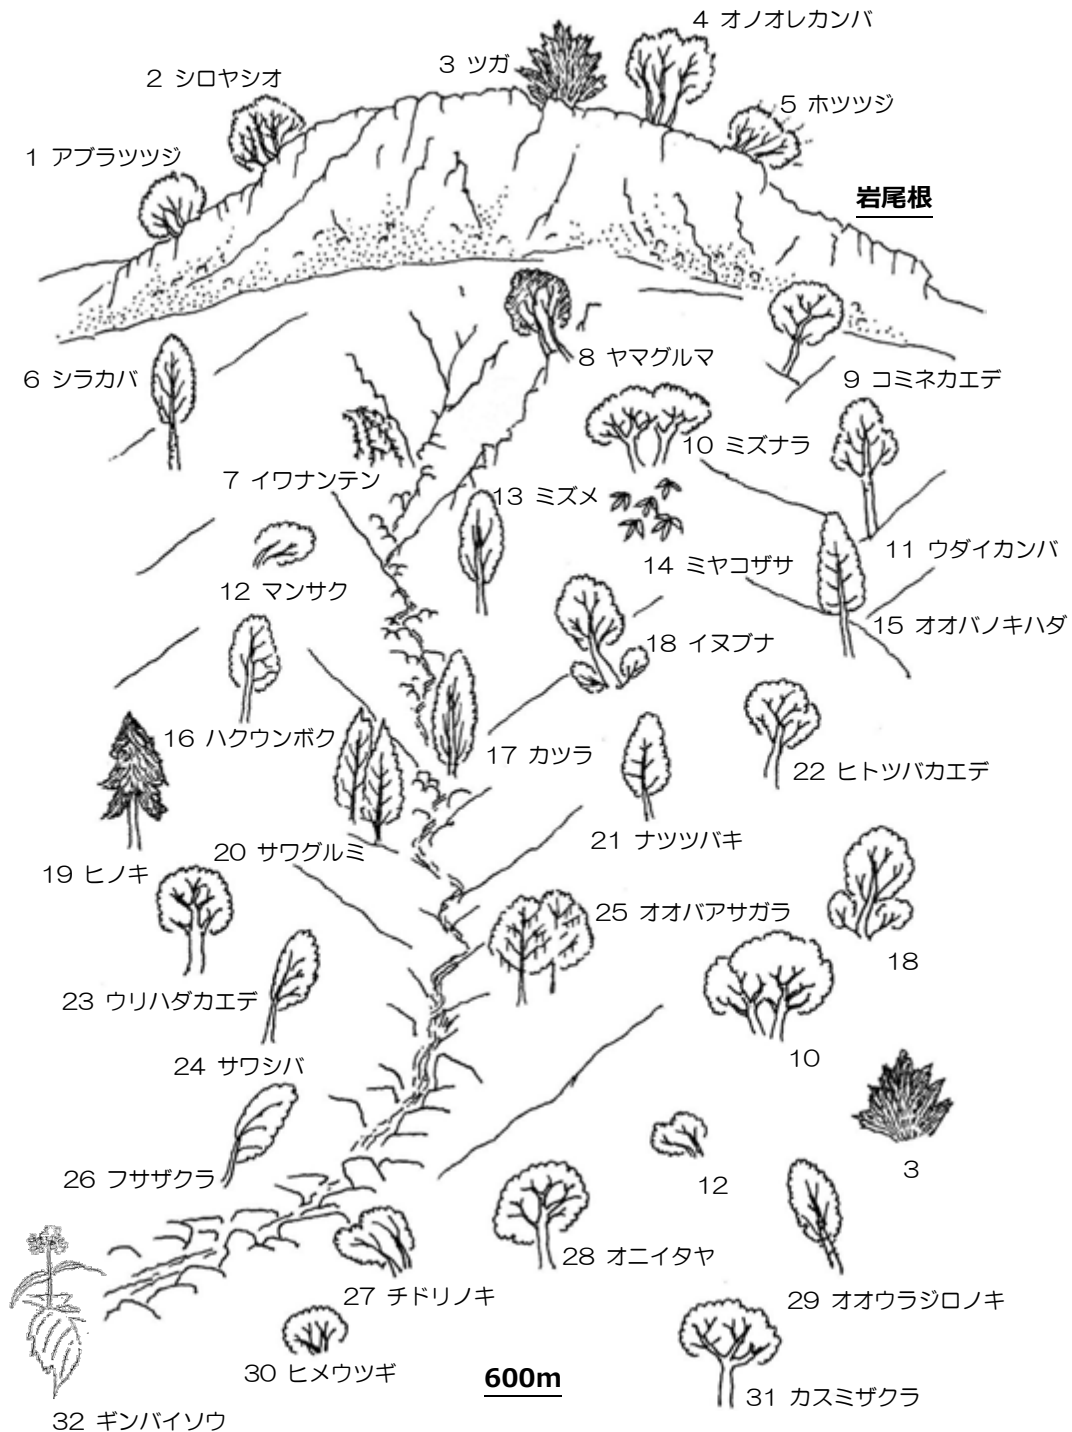 4 オノオレカンバ
3 ツガ
2 シロヤシオ
5 ホツツジ
1 アブラツツジ
岩尾根
8 ヤマグルマ
6 シラカバ
9 コミネカエデ
10 ミズナラ
7 イワナンテン
13 ミズメ
11 ウダイカンバ
14 ミヤコザサ
12 マンサク
15 オオバノキハダ
18 イヌブナ
16 ハクウンボク
17 カツラ
22 ヒトツバカエデ
21 ナツツバキ
20 サワグルミ
19 ヒノキ
25 オオバアサガラ
18
23 ウリハダカエデ
10
24 サワシバ
3
26 フサザクラ
12
28 オニイタヤ
27 チドリノキ
29 オオウラジロノキ
30 ヒメウツギ
600m
31 カスミザクラ
32 ギンバイソウ